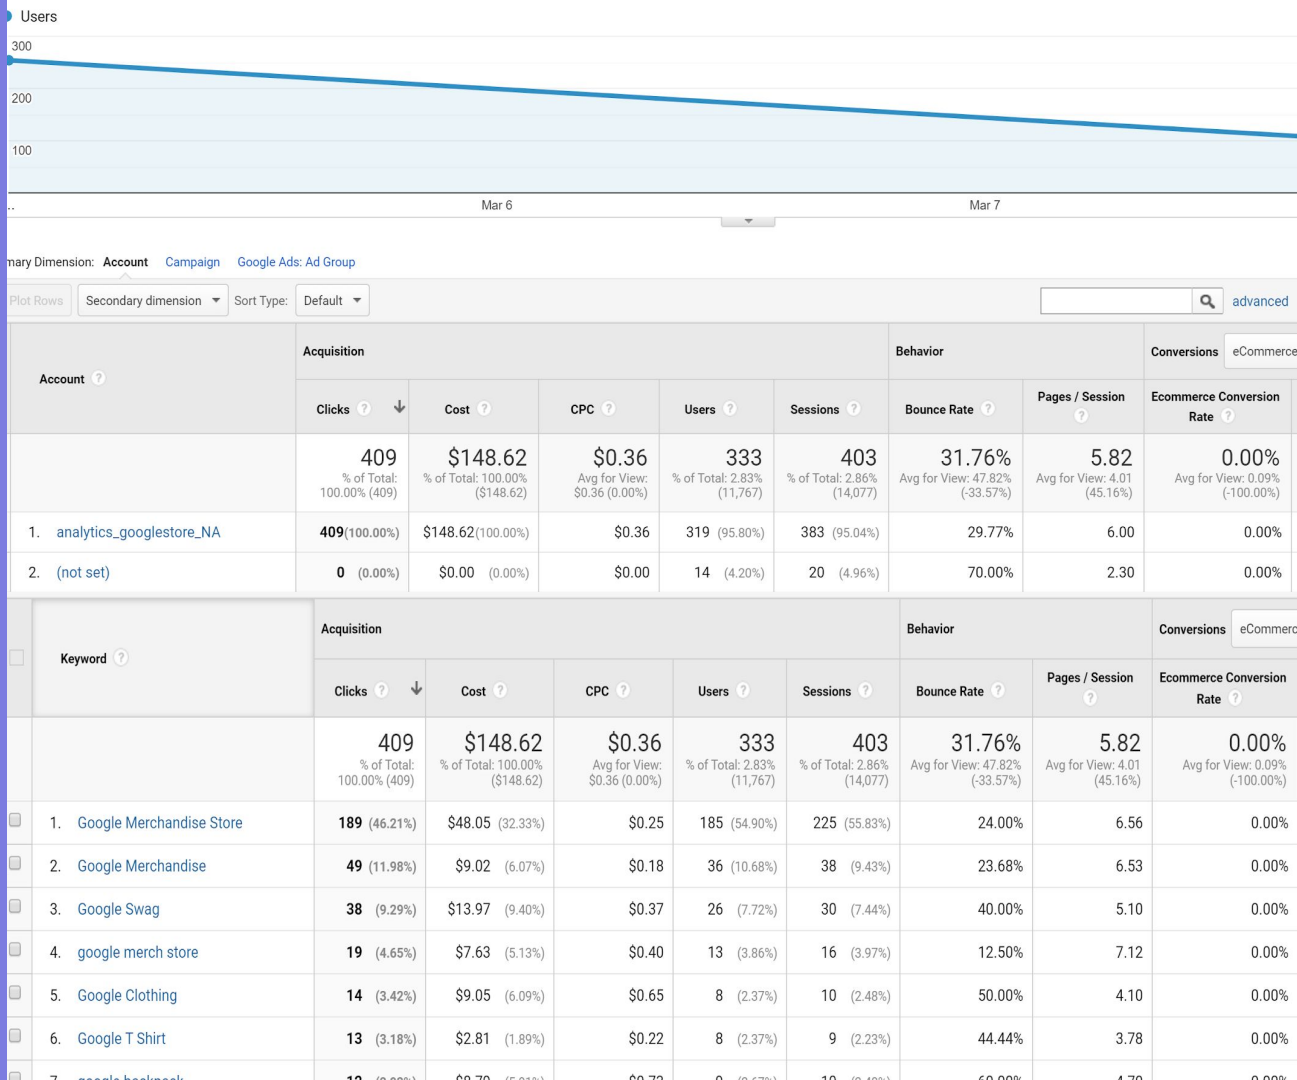 Users
300
200
100
..
Mar 6
Mar 7
mary Dimension: Account Campaign Google Ads: Ad Group
Plot Rows Secondary dimension Sort Type: Default advanced
Account ? Acquisition Behavior Conversions eCommerce
Clicks ? Cost ? CPC ? Users ? Sessions ? Bounce Rate ? Pages / Session ? Ecommerce Conversion Rate ?
409 $148.62 $0.36 333 403 31.76% 5.82 0.00%
% of Total: % of Total: 100.00% Avg for View: % of Total: 2.83% % of Total: 2.86% Avg for View: 47.82% Avg for View: 4.01 Avg for View: 0.09%
100.00% (409) ($148.62) $0.36 (0.00%) (11,767) (14,077) (-33.57%) (45.16%) (-100.00%)
1. analytics_googlestore_NA 409(100.00%) $148.62(100.00%) $0.36 319 (95.80%) 383 (95.04%) 29.77% 6.00 0.00%
2. (not set) 0 (0.00%) $0.00 (0.00%) $0.00 14 (4.20%) 20 (4.96%) 70.00% 2.30 0.00%
Keyword ? Acquisition Behavior Conversions eCommerc
Clicks ? Cost ? CPC ? Users ? Sessions ? Bounce Rate ? Pages / Session ? Ecommerce Conversion Rate ?
409 $148.62 $0.36 333 403 31.76% 5.82 0.00%
% of Total: % of Total: 100.00% Avg for View: % of Total: 2.83% % of Total: 2.86% Avg for View: 47.82% Avg for View: 4.01 Avg for View: 0.09%
100.00% (409) ($148.62) $0.36 (0.00%) (11,767) (14,077) (-33.57%) (45.16%) (-100.00%)
1. Google Merchandise Store 189 (46.21%) $48.05 (32.33%) $0.25 185 (54.90%) 225 (55.83%) 24.00% 6.56 0.00%
2. Google Merchandise 49 (11.98%) $9.02 (6.07%) $0.18 36 (10.68%) 38 (9.43%) 23.68% 6.53 0.00%
3. Google Swag 38 (9.29%) $13.97 (9.40%) $0.37 26 (7.72%) 30 (7.44%) 40.00% 5.10 0.00%
4. google merch store 19 (4.65%) $7.63 (5.13%) $0.40 13 (3.86%) 16 (3.97%) 12.50% 7.12 0.00%
5. Google Clothing 14 (3.42%) $9.05 (6.09%) $0.65 8 (2.37%) 10 (2.48%) 50.00% 4.10 0.00%
6. Google T Shirt 13 (3.18%) $2.81 (1.89%) $0.22 8 (2.37%) 9 (2.23%) 44.44% 3.78 0.00%